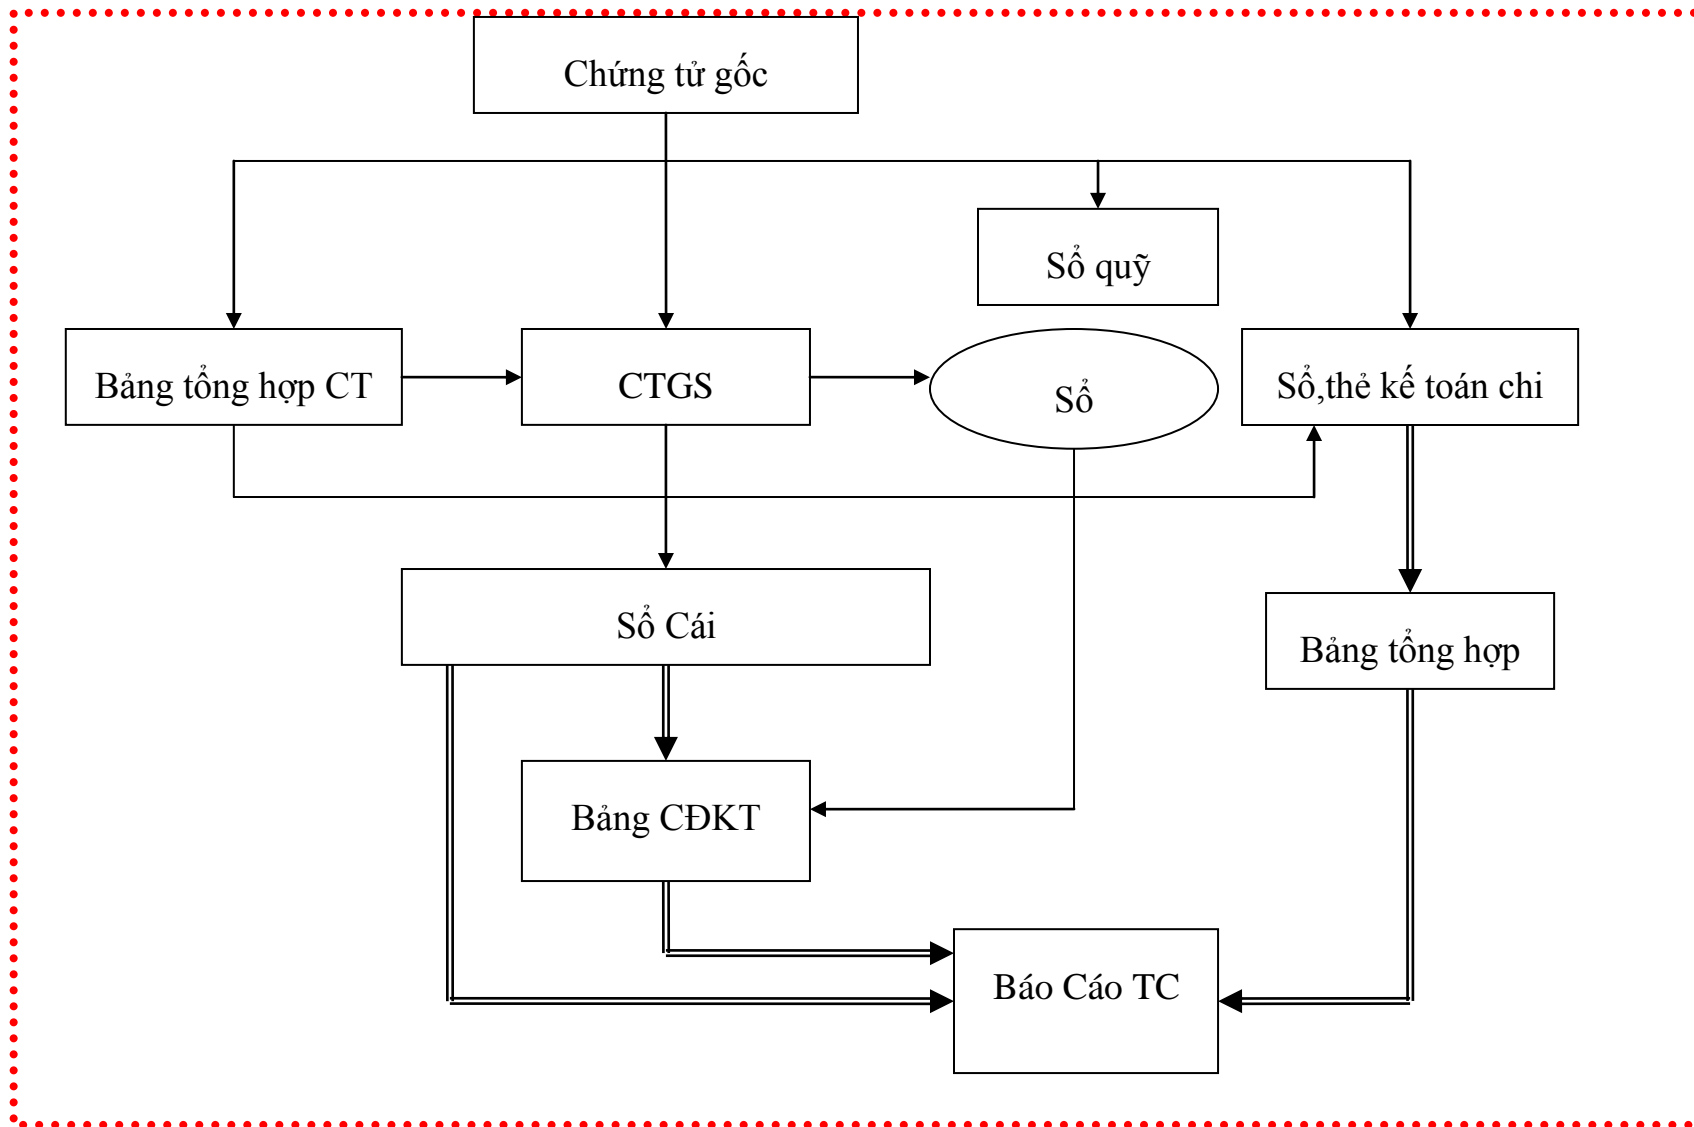 Chứng tử gốc
Sổ quỹ
Bảng tổng hợp CT
CTGS
Sổ
Sổ,thẻ kế toán chi
Sổ Cái
Bảng tổng hợp
Bảng CĐKT
Báo Cáo TC